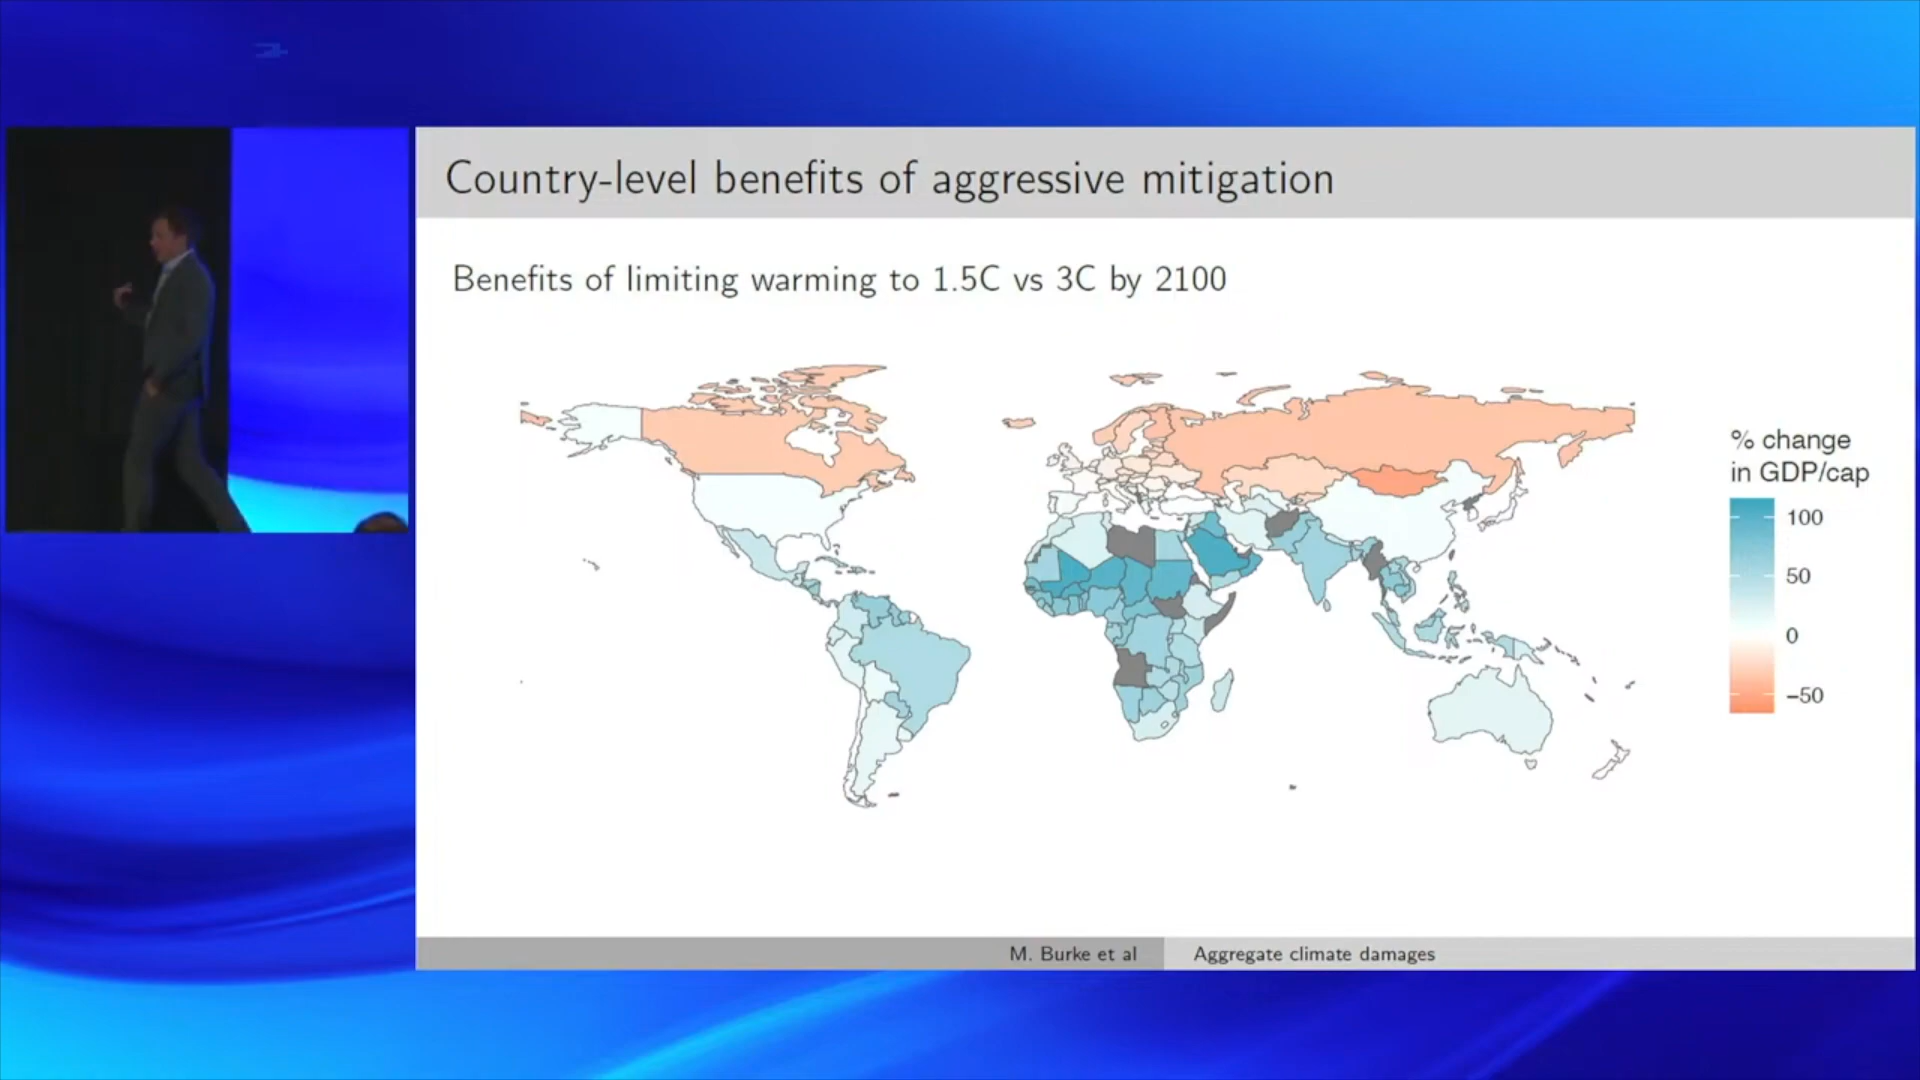 Country-level benefits of aggressive mitigation
Benefits of limiting warming to 1.5C vs 3C by 2100
% change
in GDP/cap
100
50
0
−50
M. Burke et al
Aggregate climate damages